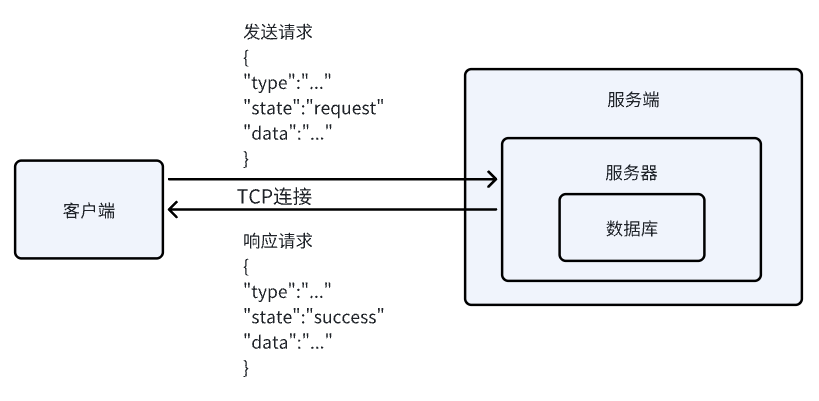 发送请求
{
"type":"..."
"state":"request"
"data":"..."
}
服务端
服务器
数据库
客户端
TCP连接
响应请求
{
"type":"..."
"state":"success"
"data":"..."
}